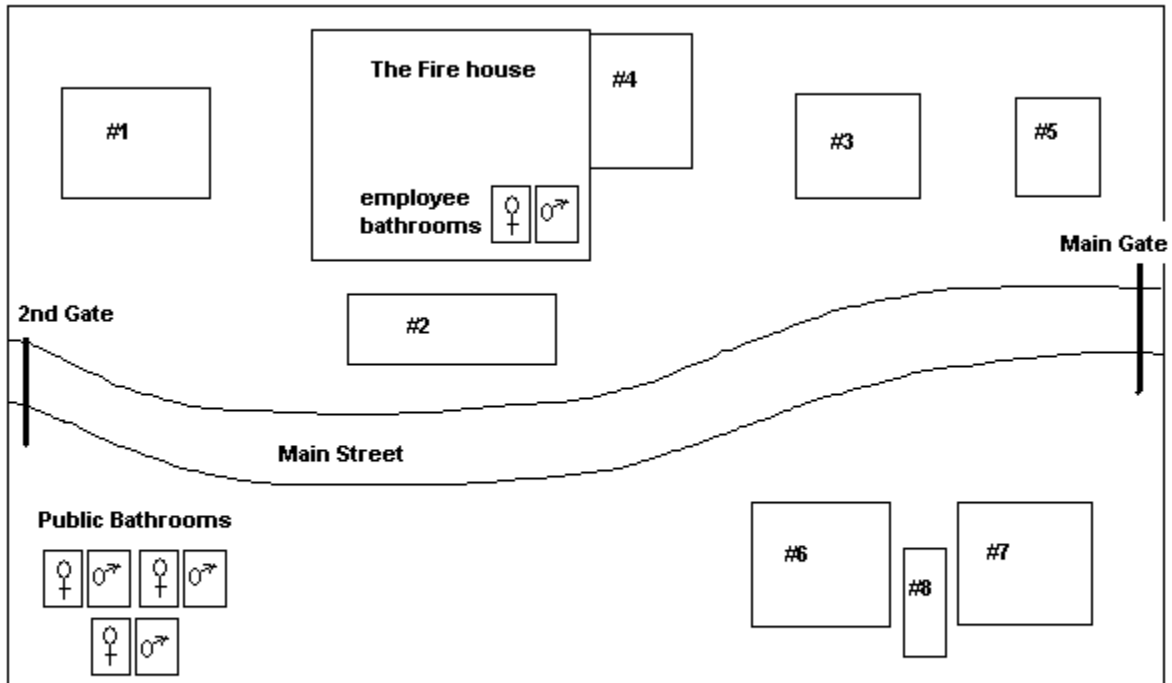 The Fire house
#4
#1
#3
#5
employee
bathrooms
Main Gate
2nd Gate
#2
Main Street
Public Bathrooms
#6
#7
#8